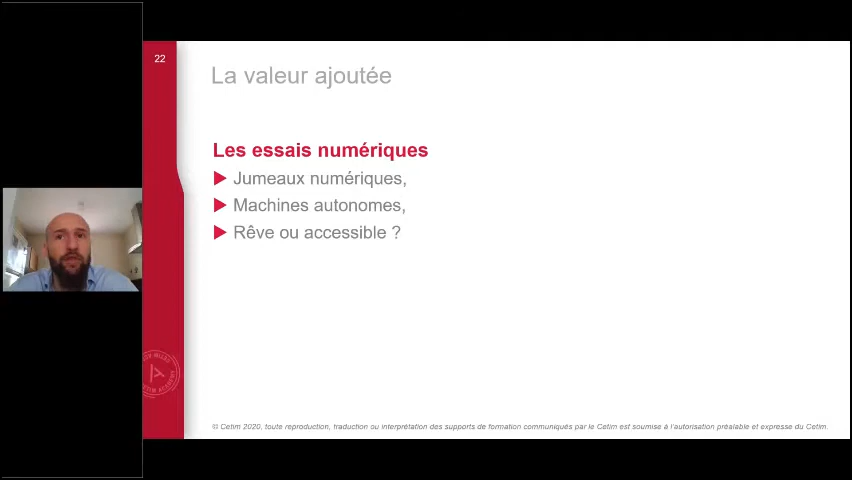 22
La valeur ajoutée
Les essais numériques
Jumeaux numériques,
Machines autonomes,
Rêve ou accessible ?
© Cetim 2020, toute reproduction, traduction ou interprétation des supports de formation communiqués par le Cetim est soumise à l'autorisation préalable et expresse du Cetim.